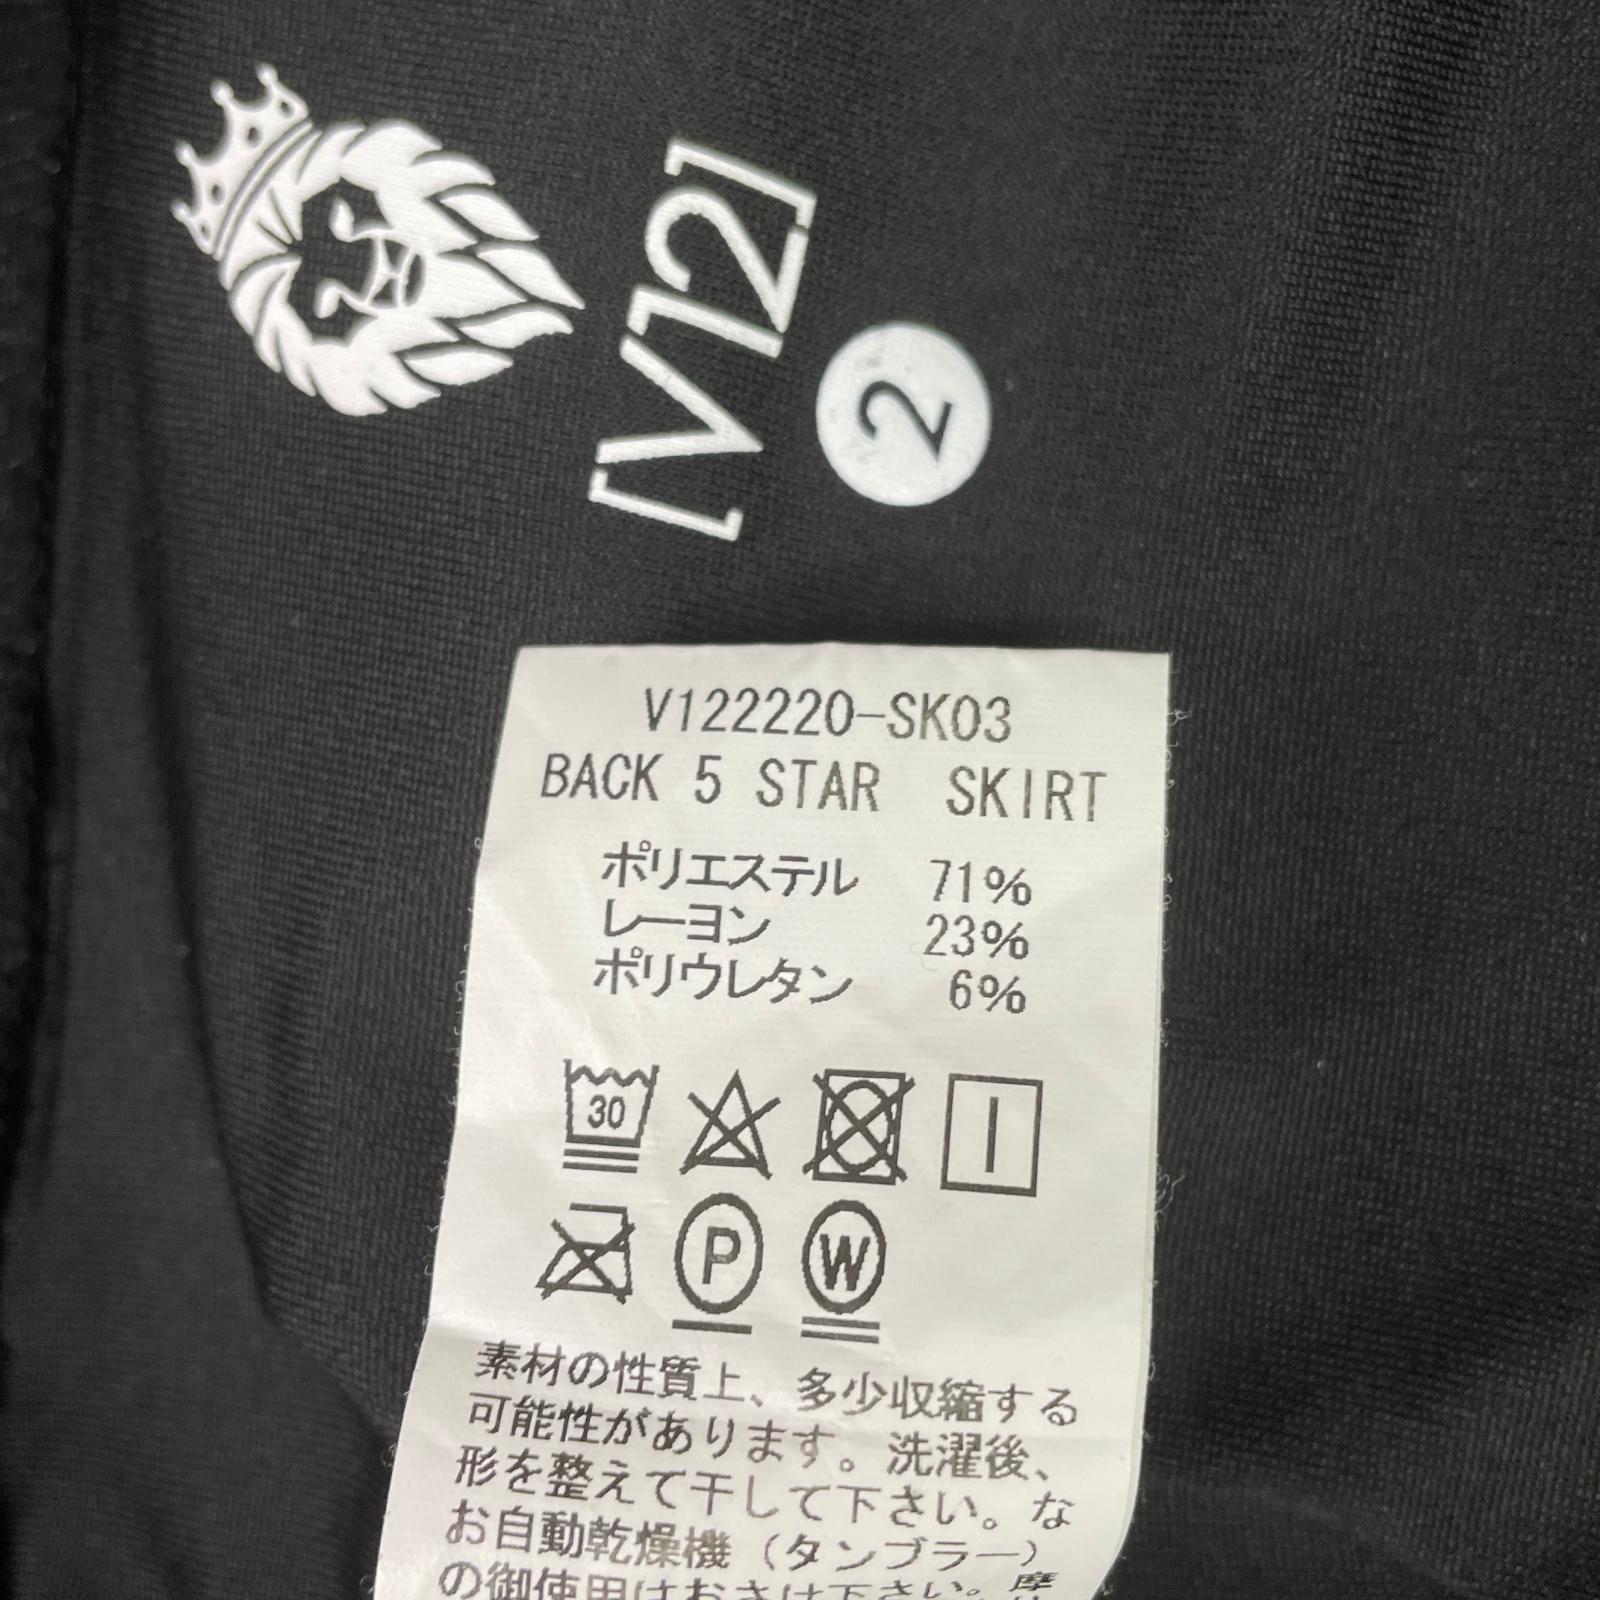 [V12]
2
V122220-SK03
BACK 5 STAR SKIRT
ポリエステル 71%
レーヨン 23%
ポリウレタン 6%
30
P
W
素材の性質上、多少収縮する
可能性があります。洗濯後、
形を整えて干して下さい。な
お自動乾燥機（タンブラー）
の御使用はおさけ下さい。摩